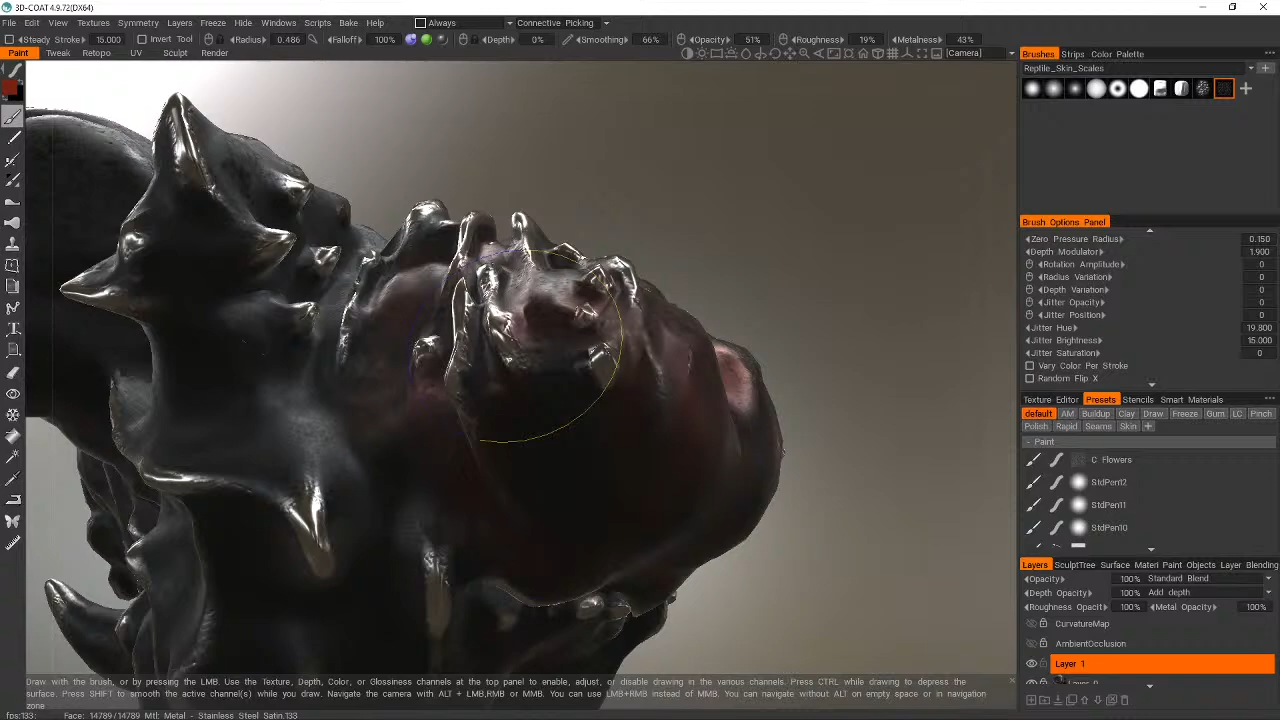 3D-COAT 4.9.72(DX64)
File Edit View Textures Symmetry Layers Freeze Hide Windows Scripts Bake Help Always Connective Picking
Steady Stroke 15.000 Invert Tool Radius 0.486 Falloff 100% Depth 0% Smoothing 66% Opacity 51% Roughness 19% Metalness 43%
Paint Tweak Retopo UV Sculpt Render [Camera]
Brushes Strips Color Palette
Reptile_Skin_Scales
Brush Options Panel
Zero Pressure Radius 0.150
Depth Modulator 1.900
Rotation Amplitude 0
Radius Variation 0
Depth Variation 0
Jitter Opacity 0
Jitter Position 0
Jitter Hue 19.800
Jitter Brightness 15.000
Jitter Saturation 0
Vary Color Per Stroke
Random Flip X
Texture Editor Presets Stencils Smart Materials
default AM Buildup Clay Draw Freeze Gum LC Pinch
Polish Rapid Seams Skin +
- Paint
C Flowers
StdPen12
StdPen11
StdPen10
Layers SculptTree Surface Materi Paint Objects Layer Blending
Opacity 100% Standard Blend
Depth Opacity 100% Add depth
Roughness Opacit 100% Metal Opacity 100%
CurvatureMap
AmbientOcclusion
Layer 1
Layer 0
Draw with the brush, or by pressing the LMB. Use the Texture, Depth, Color, or Glossiness channels at the top panel to enable, adjust, or disable drawing in the various channels. Press CTRL while drawing to depress the
surface. Press SHIFT to smooth the active channel(s) while you draw. Navigate the camera with ALT + LMB,RMB or MMB. You can use LMB+RMB instead of MMB. You can navigate without ALT on empty space or in navigation
zone
fps:133; Face: 14789/14789 Mtl: Metal - Stainless Steel Satin.133